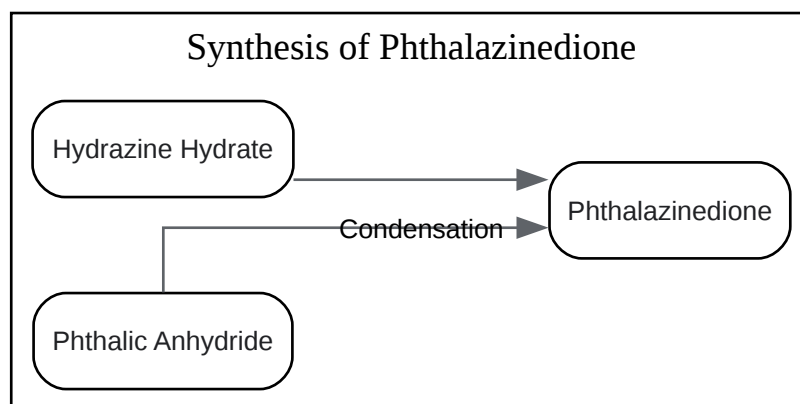 Synthesis of Phthalazinedione
Hydrazine Hydrate
Phthalazinedione
Condensation
Phthalic Anhydride